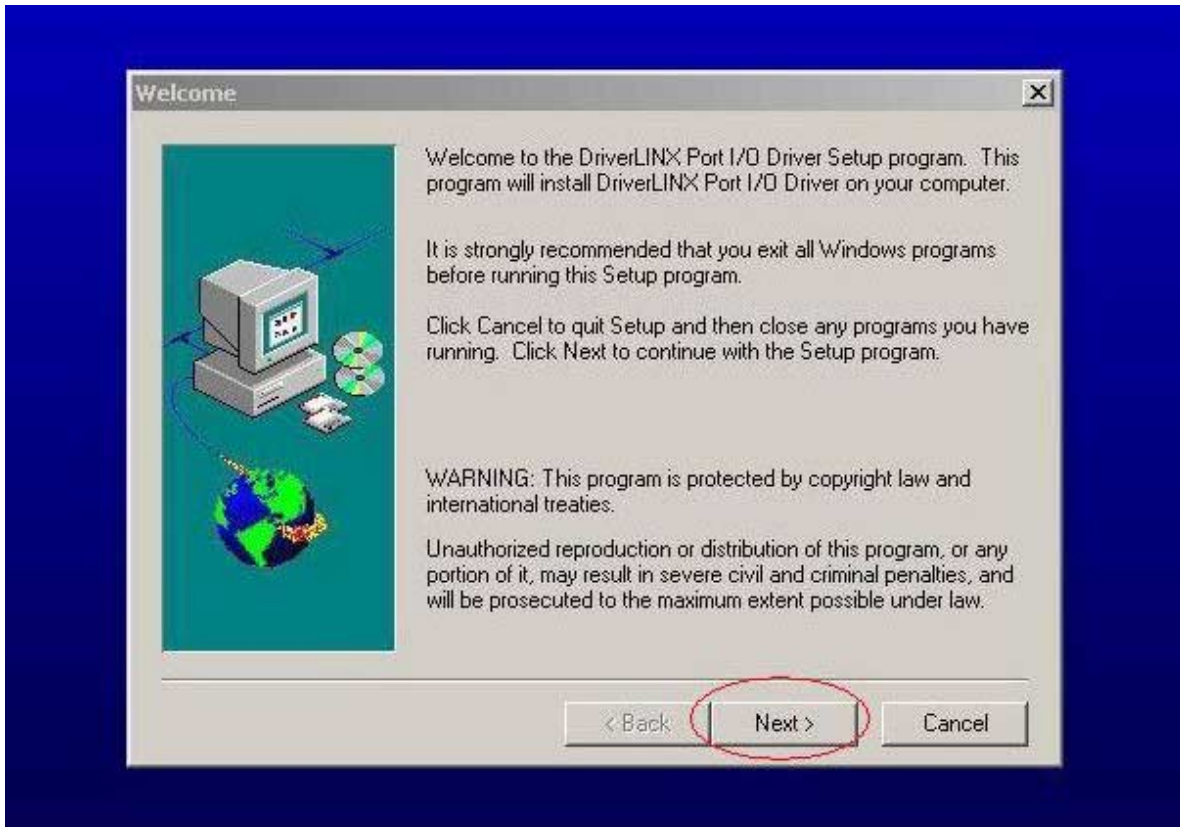 Welcome
Welcome to the DriverLINX Port I/O Driver Setup program. This
program will install DriverLINX Port I/O Driver on your computer.
It is strongly recommended that you exit all Windows programs
before running this Setup program.
Click Cancel to quit Setup and then close any programs you have
running. Click Next to continue with the Setup program.
WARNING: This program is protected by copyright law and
international treaties.
Unauthorized reproduction or distribution of this program, or any
portion of it, may result in severe civil and criminal penalties, and
will be prosecuted to the maximum extent possible under law.
< Back
Next >
Cancel